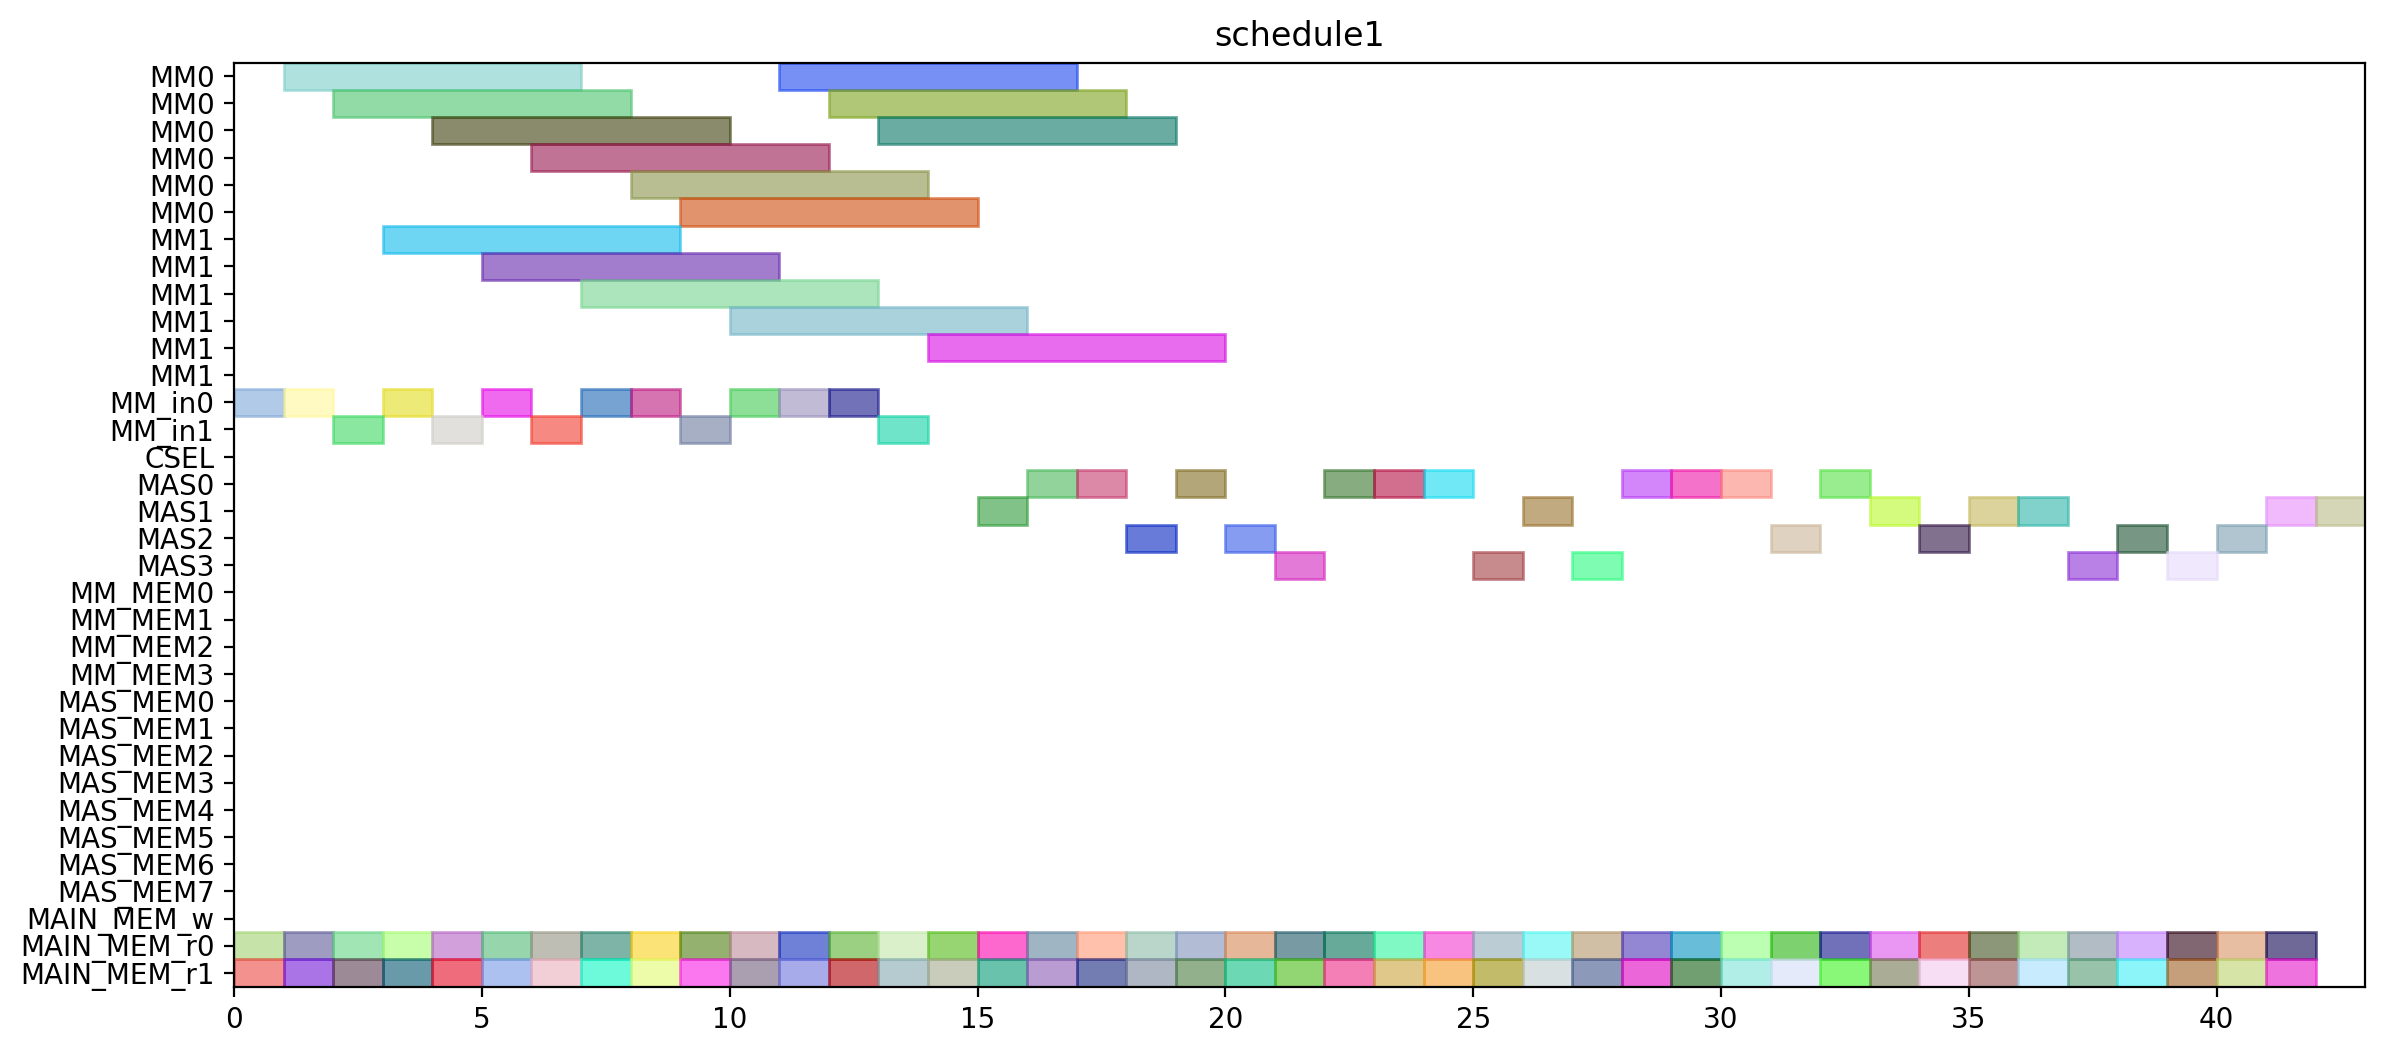 schedule1
MM0
MM0
MM0
MM0
MM0
MM0
MM1
MM1
MM1
MM1
MM1
MM1
MM_in0
MM_in1
CSEL
MAS0
MAS1
MAS2
MAS3
MM_MEM0
MM_MEM1
MM_MEM2
MM_MEM3
MAS_MEM0
MAS_MEM1
MAS_MEM2
MAS_MEM3
MAS_MEM4
MAS_MEM5
MAS_MEM6
MAS_MEM7
MAIN_MEM_w
MAIN_MEM_r0
MAIN_MEM_r1
0 5 10 15 20 25 30 35 40